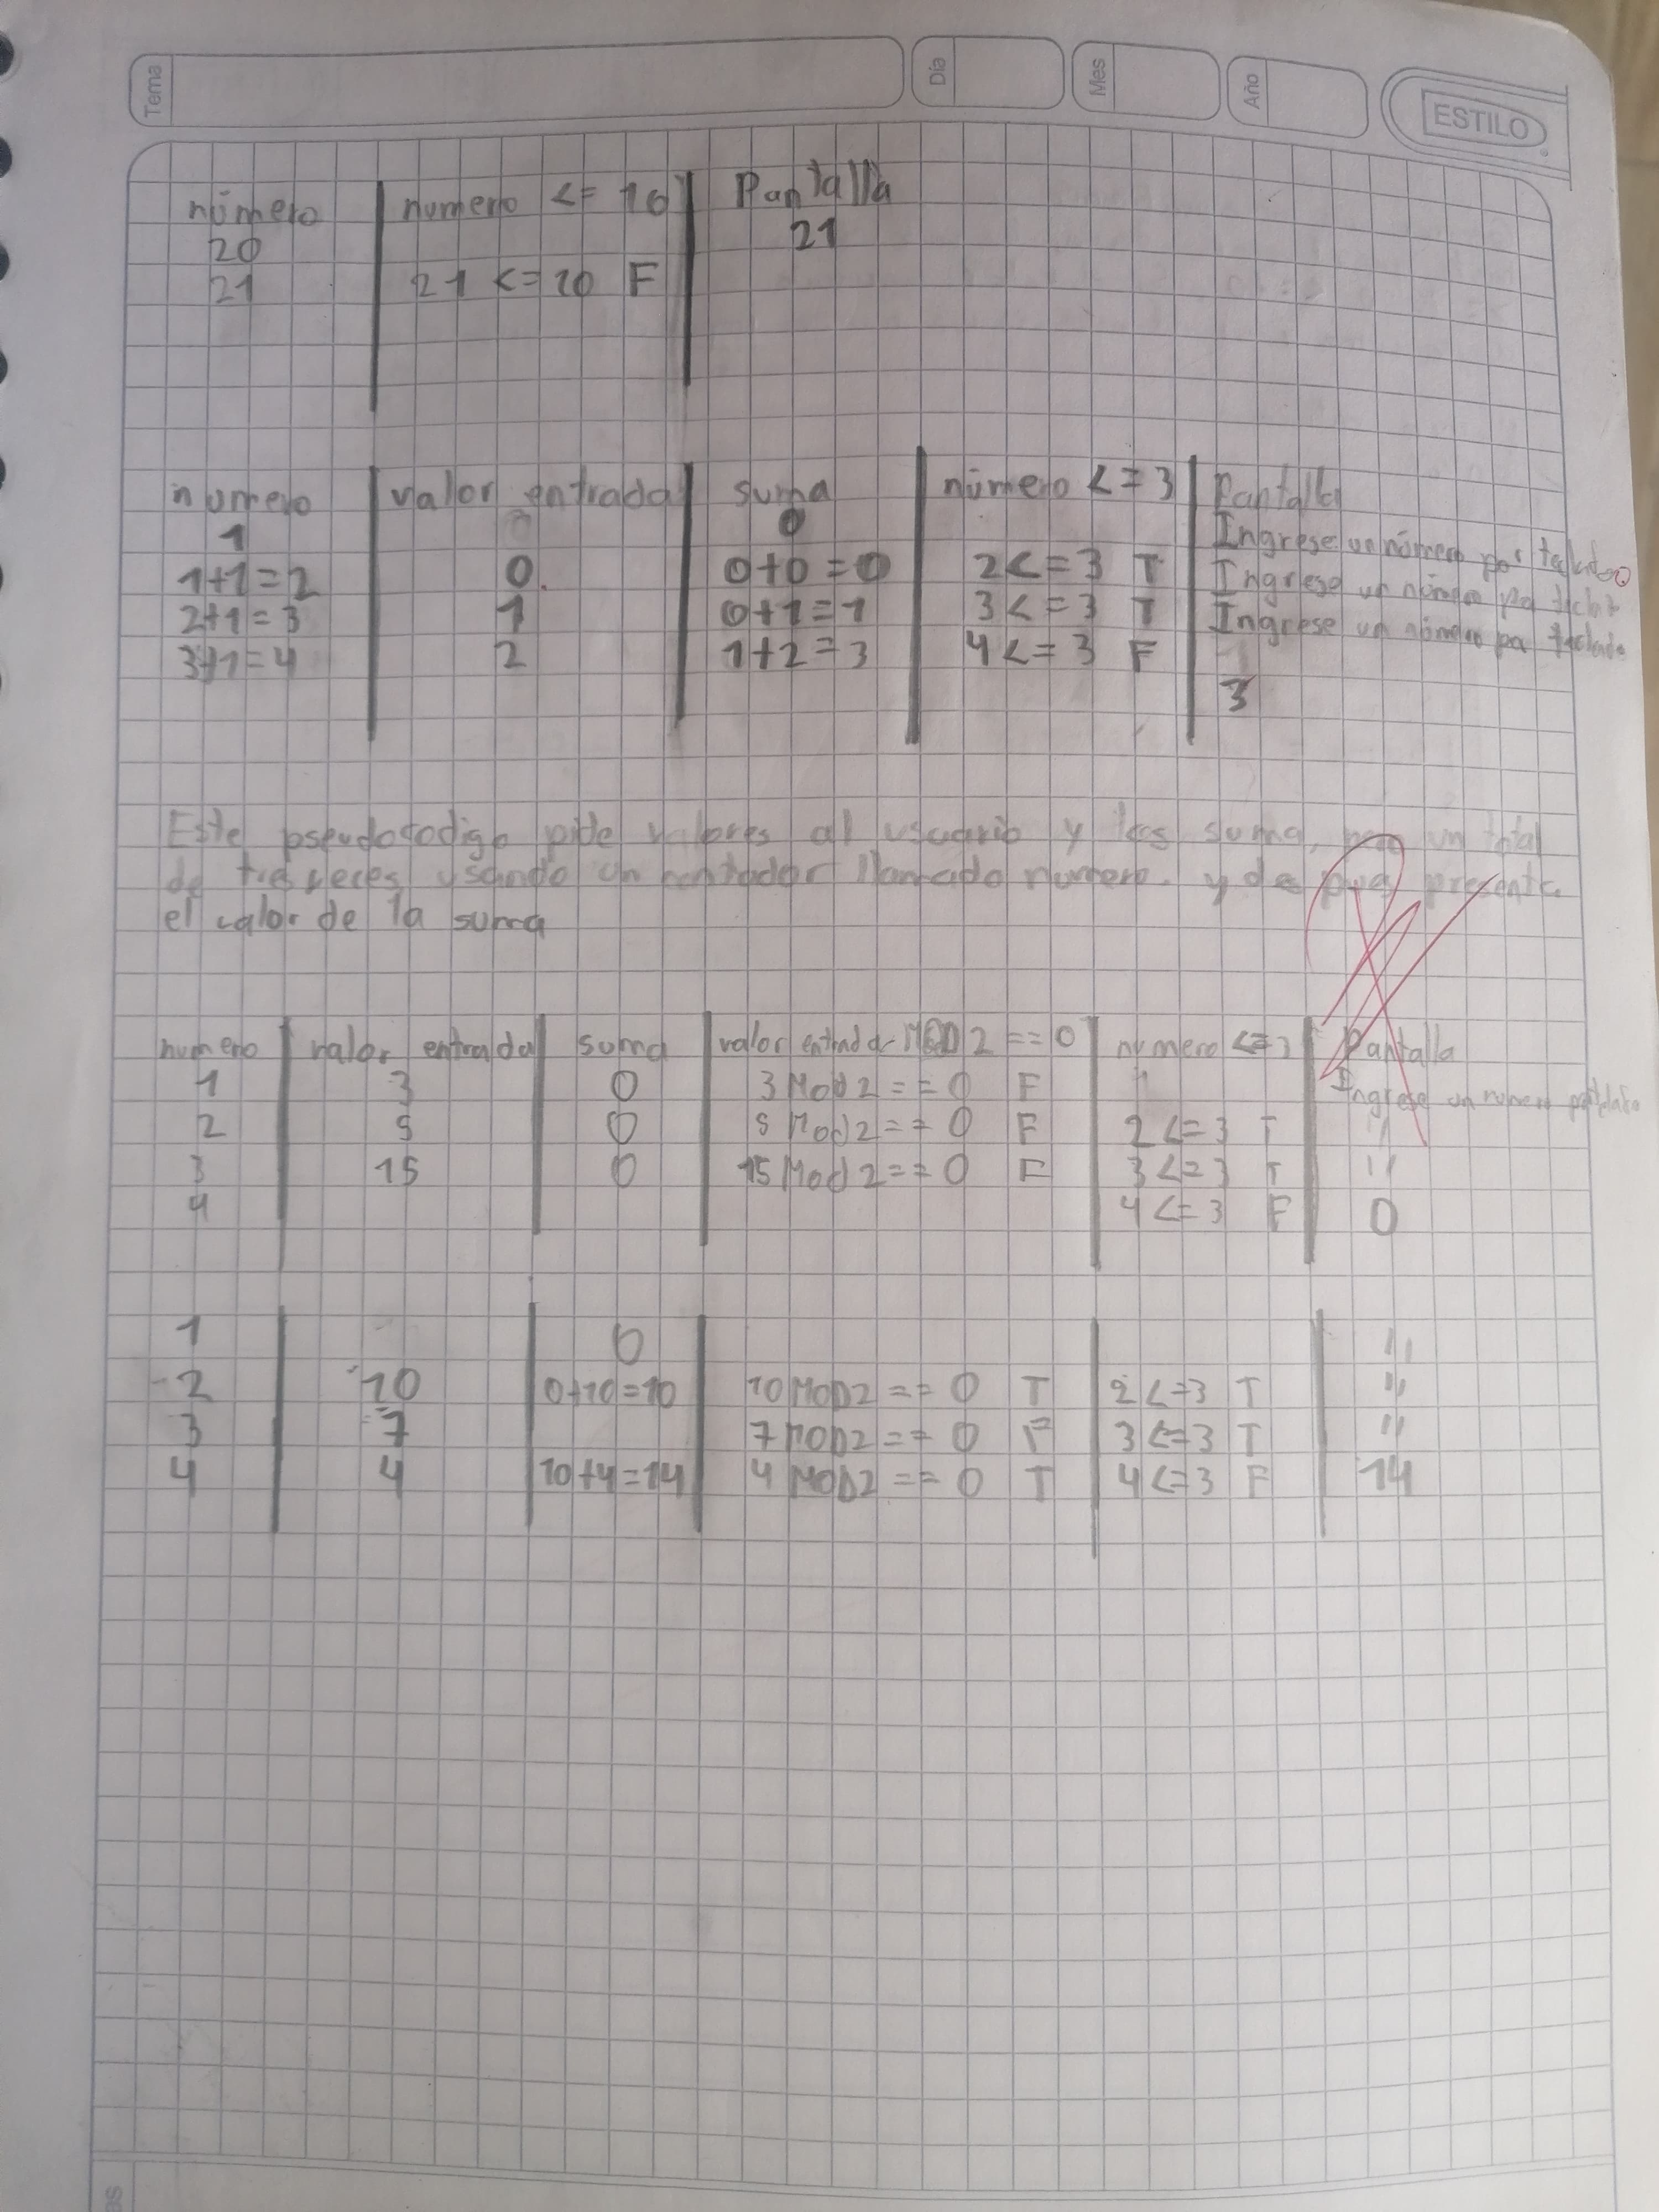 Tema Día Mes Año ESTILO
número numero <= 10 Pantalla
20 21
21 21 <= 10 F
numero valor entrada suma número <= 3 Pantalla
1 0 Ingrese un número por teclado
1+1=2 0 0+0=0 2<=3 T Ingrese un número por
2+1=3 1 0+1=1 3<=3 T Ingrese un número por teclado
3+1=4 2 1+2=3 4<=3 F
3
Este pseudocodigo pide valores al usuario y los suma, por un total
de tres veces usando un contador llamado numero. y despues presenta
el valor de la suma
numero valor entrada suma valor entrada MOD 2 == 0 numero <=3 Pantalla
1 3 0 3 Mod 2 == 0 F Ingrese un numero
2 5 0 5 Mod 2 == 0 F 2 <= 3 T "
3 15 0 15 Mod 2 == 0 F 3 <= 3 T "
4 4 <= 3 F 0
1 0 "
2 10 0+10=10 10 MOD2 == 0 T 2 <=3 T "
3 7 7 MOD2 == 0 F 3 <=3 T "
4 4 10+4=14 4 MOD2 == 0 T 4 <=3 F 14